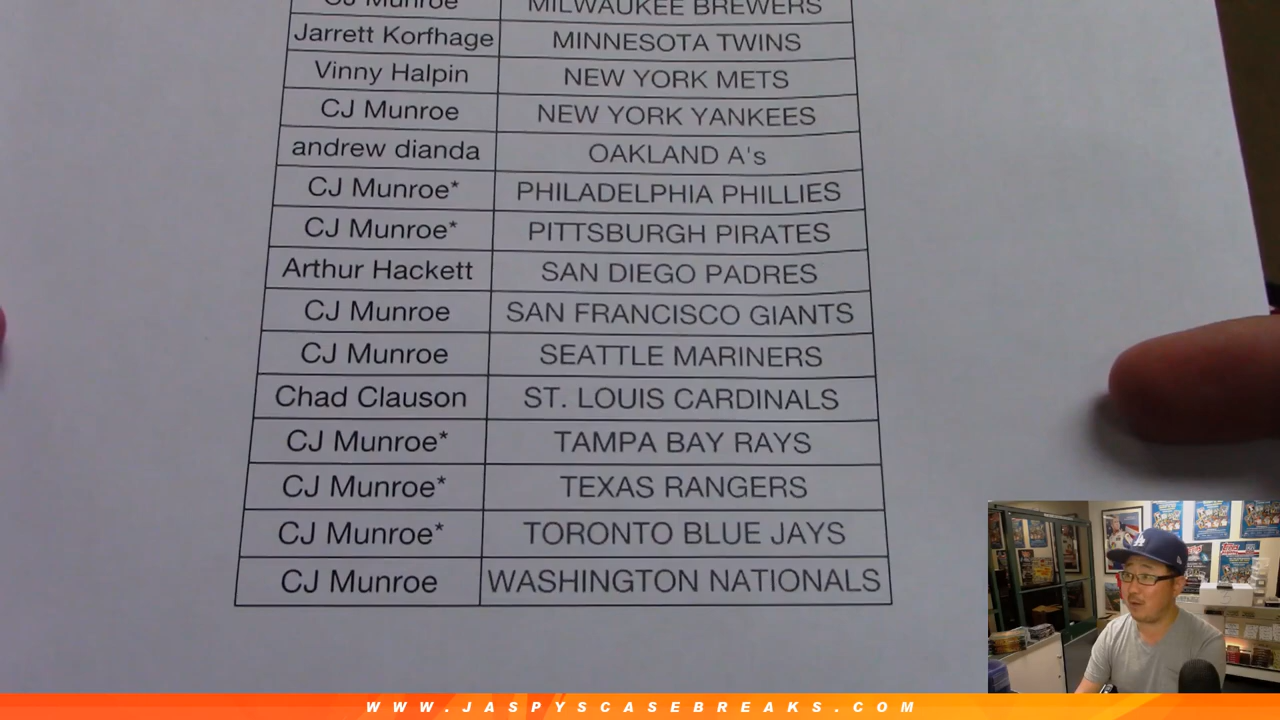 CJ Munroe MILWAUKEE BREWERS
Jarrett Korfhage MINNESOTA TWINS
Vinny Halpin NEW YORK METS
CJ Munroe NEW YORK YANKEES
andrew dianda OAKLAND A's
CJ Munroe* PHILADELPHIA PHILLIES
CJ Munroe* PITTSBURGH PIRATES
Arthur Hackett SAN DIEGO PADRES
CJ Munroe SAN FRANCISCO GIANTS
CJ Munroe SEATTLE MARINERS
Chad Clauson ST. LOUIS CARDINALS
CJ Munroe* TAMPA BAY RAYS
CJ Munroe* TEXAS RANGERS
CJ Munroe* TORONTO BLUE JAYS
CJ Munroe WASHINGTON NATIONALS
WWW.JASPYSCASEBREAKS.COM